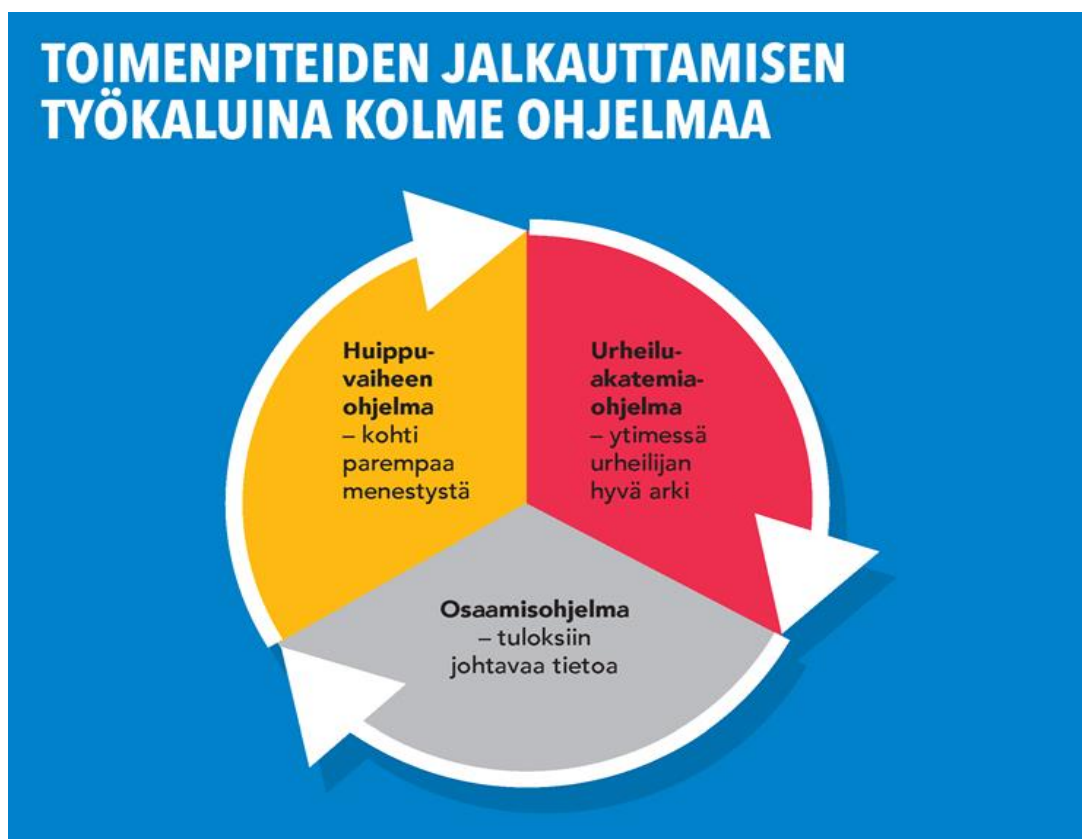 TOIMENPITEIDEN JALKAUTTAMISEN
TYÖKALUINA KOLME OHJELMAA
Huippu-
vaiheen
ohjelma
– kohti
parempaa
menestystä
Urheilu-
akatemia-
ohjelma
– ytimessä
urheilijan
hyvä arki
Osaamisohjelma
– tuloksiin
johtavaa tietoa